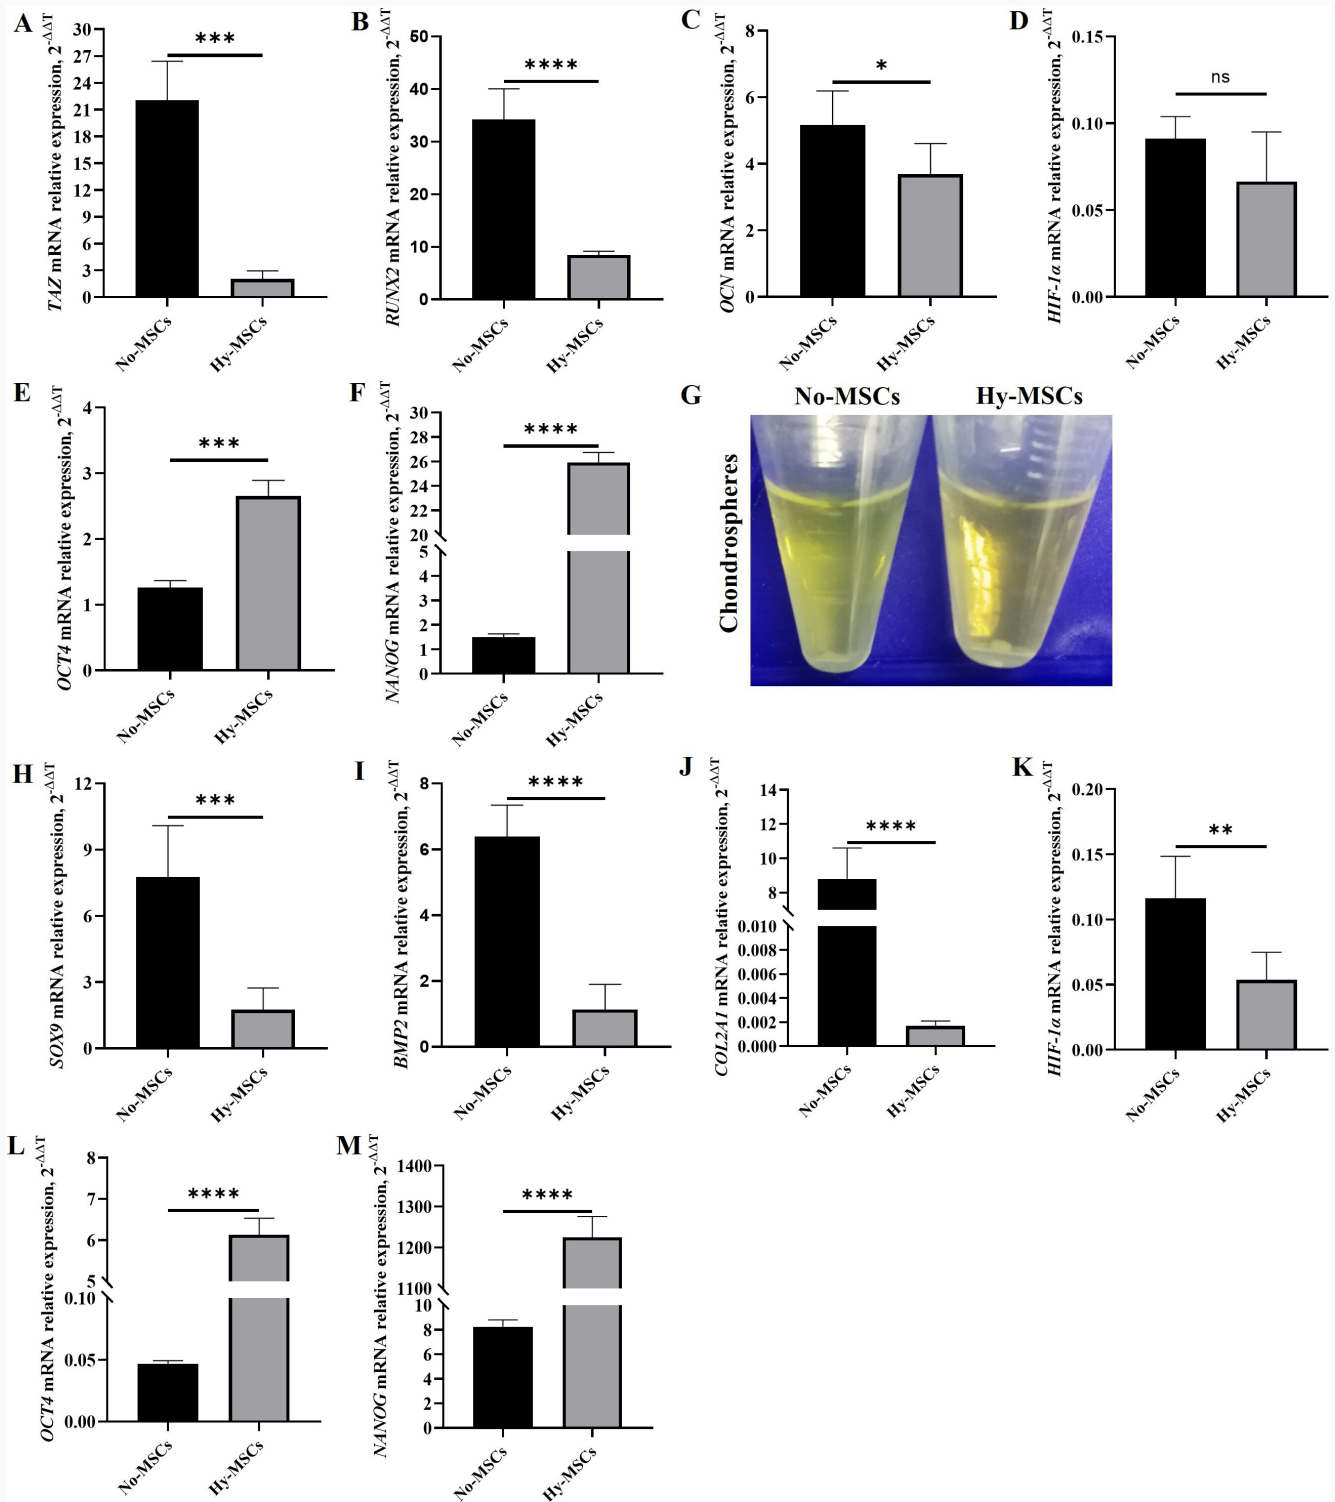 A
TAZ mRNA relative expression, 2-ΔΔT
30
27
24
21
18
15
12
9
6
3
0
***
No-MSCs
Hy-MSCs
B
RUNX2 mRNA relative expression, 2-ΔΔT
50
40
30
20
10
0
****
No-MSCs
Hy-MSCs
C
OCN mRNA relative expression, 2-ΔΔT
8
6
4
2
0
*
No-MSCs
Hy-MSCs
D
HIF-1α mRNA relative expression, 2-ΔΔT
0.15
0.10
0.05
0.00
ns
No-MSCs
Hy-MSCs
E
OCT4 mRNA relative expression, 2-ΔΔT
4
3
2
1
0
***
No-MSCs
Hy-MSCs
F
NANOG mRNA relative expression, 2-ΔΔT
30
28
26
24
22
20
5
4
3
2
1
0
****
No-MSCs
Hy-MSCs
G
No-MSCs
Hy-MSCs
Chondrospheres
H
SOX9 mRNA relative expression, 2-ΔΔT
12
9
6
3
0
***
No-MSCs
Hy-MSCs
I
BMP2 mRNA relative expression, 2-ΔΔT
8
6
4
2
0
****
No-MSCs
Hy-MSCs
J
COL2A1 mRNA relative expression, 2-ΔΔT
14
12
10
8
0.010
0.008
0.006
0.004
0.002
0.000
****
No-MSCs
Hy-MSCs
K
HIF-1α mRNA relative expression, 2-ΔΔT
0.20
0.15
0.10
0.05
0.00
**
No-MSCs
Hy-MSCs
L
OCT4 mRNA relative expression, 2-ΔΔT
8
7
6
5
0.10
0.05
0.00
****
No-MSCs
Hy-MSCs
M
NANOG mRNA relative expression, 2-ΔΔT
1400
1300
1200
1100
10
8
6
4
2
0
****
No-MSCs
Hy-MSCs